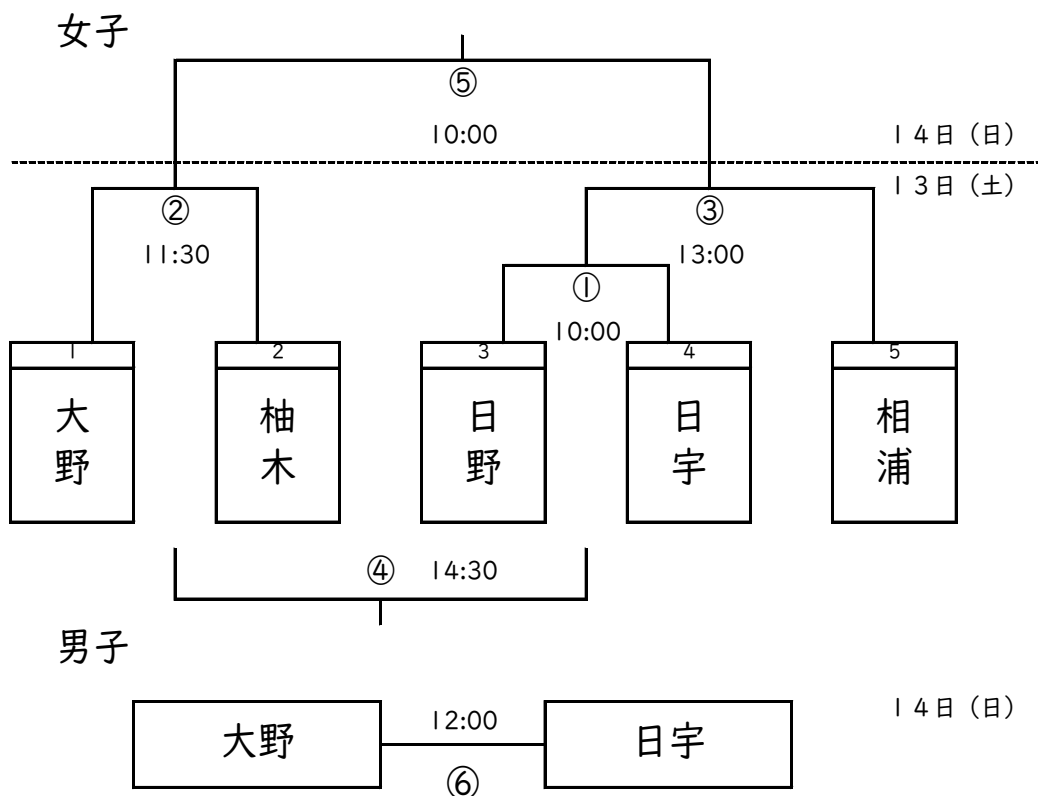 女子
⑤
10:00
14日（日）
13日（土）
②
③
11:30
13:00
①
10:00
1
2
3
4
5
大野
柚木
日野
日宇
相浦
④ 14:30
男子
14日（日）
12:00
大野
日宇
⑥